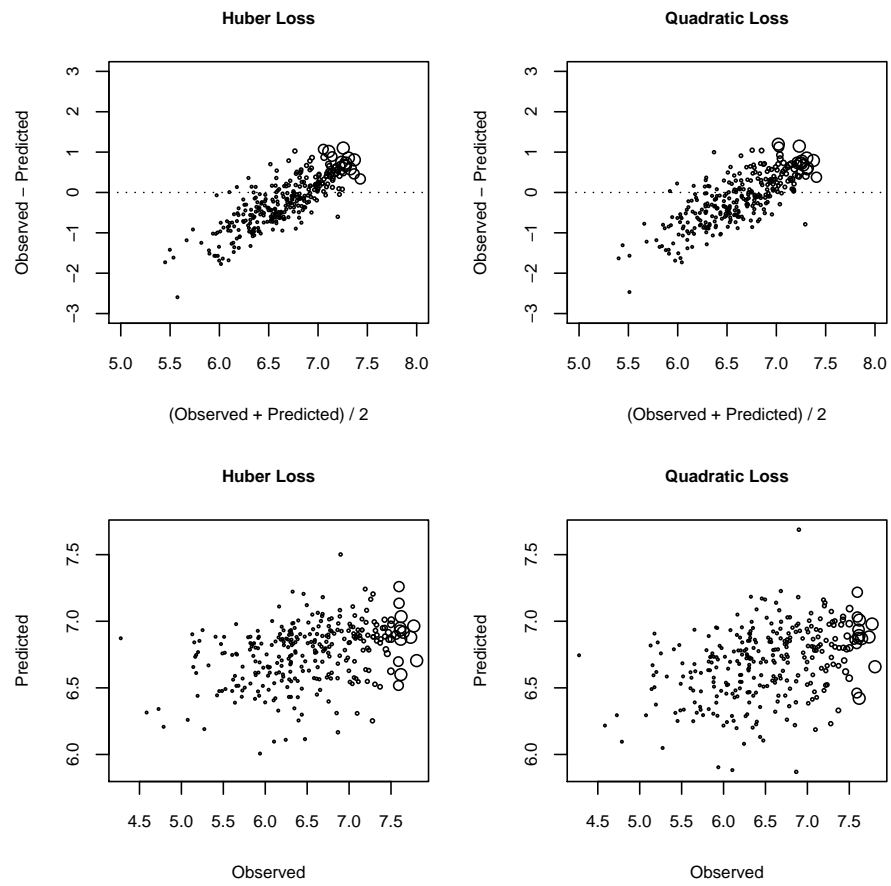 Huber Loss
3
2
1
0
−1
−2
−3
Observed − Predicted
5.0 5.5 6.0 6.5 7.0 7.5 8.0
(Observed + Predicted) / 2
Quadratic Loss
3
2
1
0
−1
−2
−3
Observed − Predicted
5.0 5.5 6.0 6.5 7.0 7.5 8.0
(Observed + Predicted) / 2
Huber Loss
7.5
7.0
6.5
6.0
Predicted
4.5 5.0 5.5 6.0 6.5 7.0 7.5
Observed
Quadratic Loss
7.5
7.0
6.5
6.0
Predicted
4.5 5.0 5.5 6.0 6.5 7.0 7.5
Observed